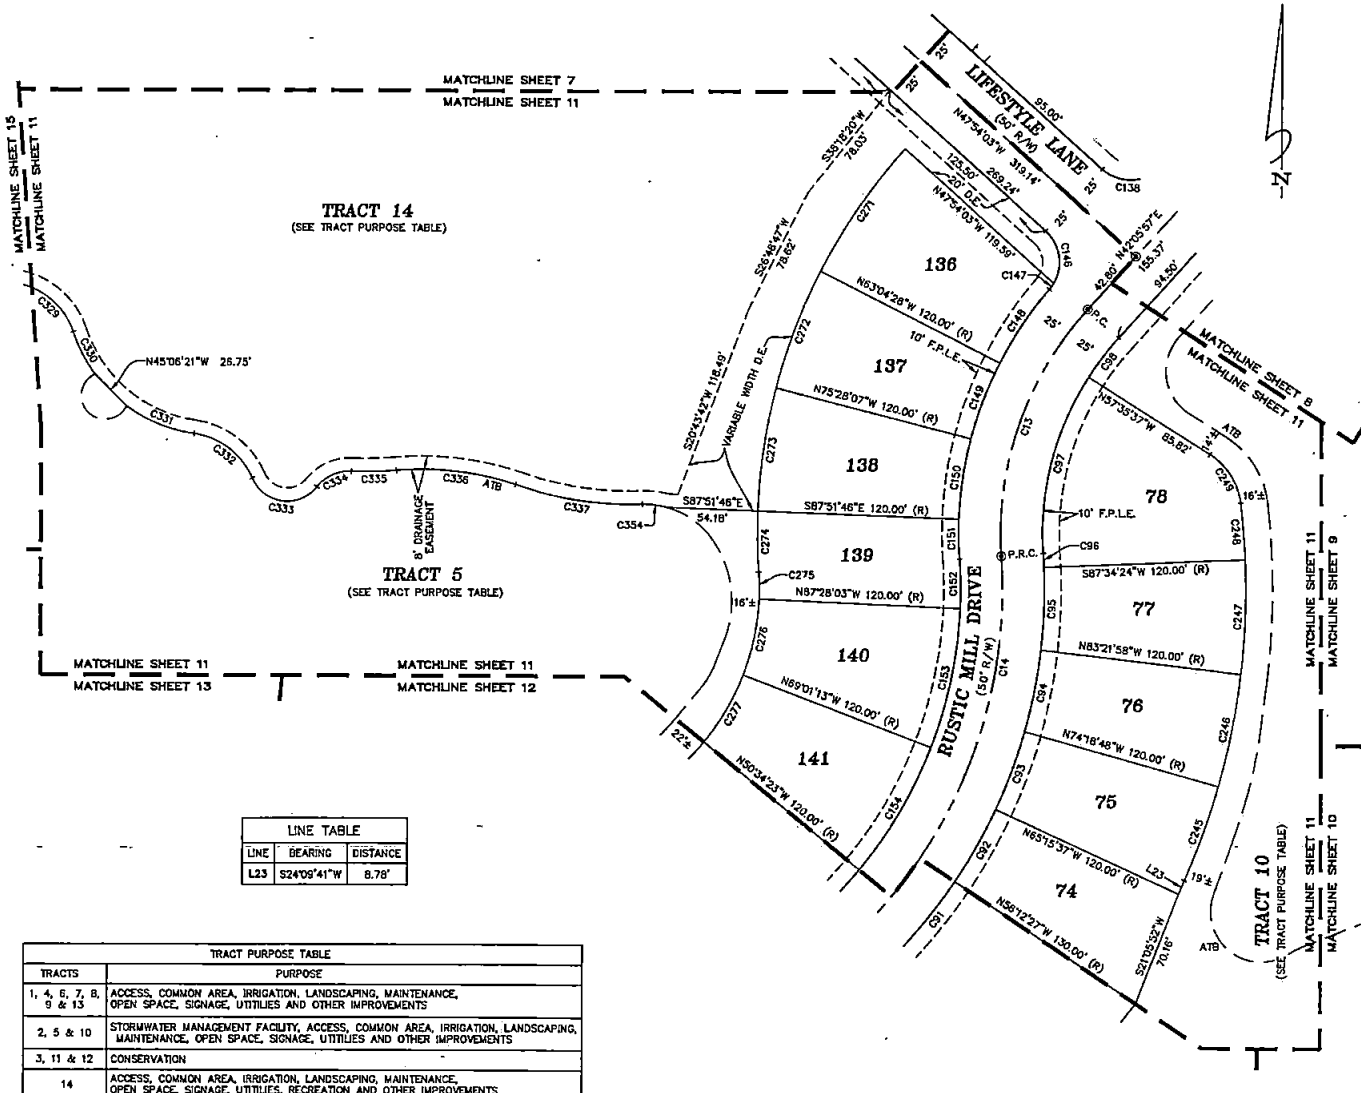 MATCHLINE SHEET 7
MATCHLINE SHEET 11
MATCHLINE SHEET 15
MATCHLINE SHEET 11
TRACT 14
(SEE TRACT PURPOSE TABLE)
S38°18'20"W
78.03'
S26°48'47"W
78.62'
S20°43'42"W 118.49'
VARIABLE WIDTH D.E.
LIFESTYLE LANE
(50' R/W)
N47°54'03"W 319.14'
95.00'
25'
25'
25'
25'
C138
125.50'
269.24'
20' D.E.
N47°54'03"W 119.59'
C146
C147
C148
N42°05'57"E
155.37'
42.80'
94.50'
P.C.
25'
25'
C271
136
N63°04'28"W 120.00' (R)
10' F.P.L.E.
C272
137
C149
N75°28'07"W 120.00' (R)
C273
138
C150
S87°51'46"E 120.00' (R)
S87°51'46"E
54.18'
C274
139
C151
C152
C275
N87°28'03"W 120.00' (R)
16'±
C276
140
C153
N69°01'13"W 120.00' (R)
C277
22'±
141
C154
N50°34'23"W 120.00' (R)
RUSTIC MILL DRIVE
(50' R/W)
C13
P.R.C.
C14
C98
MATCHLINE SHEET 8
MATCHLINE SHEET 11
N57°35'37"W 85.82'
ATB
C249
16'±
C97
78
10' F.P.L.E.
C248
C96
S87°34'24"W 120.00' (R)
C95
77
C247
N83°21'58"W 120.00' (R)
C94
76
C246
N74°18'48"W 120.00' (R)
C93
75
C245
N65°15'37"W 120.00' (R)
L23
19'±
C92
74
N56°12'27"W 130.00' (R)
C91
S21°05'52"W
70.16'
ATB
TRACT 10
(SEE TRACT PURPOSE TABLE)
MATCHLINE SHEET 11
MATCHLINE SHEET 9
MATCHLINE SHEET 11
MATCHLINE SHEET 10
N
C329
C330
N45°06'21"W 26.75'
C331
C332
C333
C334
C335
C336
ATB
C337
C354
8' DRAINAGE
EASEMENT
TRACT 5
(SEE TRACT PURPOSE TABLE)
MATCHLINE SHEET 11
MATCHLINE SHEET 13
MATCHLINE SHEET 11
MATCHLINE SHEET 12
LINE TABLE
LINE BEARING DISTANCE
L23 S24°09'41"W 8.78'
TRACT PURPOSE TABLE
TRACTS PURPOSE
1, 4, 6, 7, 8, 9 & 13 ACCESS, COMMON AREA, IRRIGATION, LANDSCAPING, MAINTENANCE,
OPEN SPACE, SIGNAGE, UTITLIES AND OTHER IMPROVEMENTS
2, 5 & 10 STORMWATER MANAGEMENT FACILITY, ACCESS, COMMON AREA, IRRIGATION, LANDSCAPING,
MAINTENANCE, OPEN SPACE, SIGNAGE, UTITLIES AND OTHER IMPROVEMENTS
3, 11 & 12 CONSERVATION
14 ACCESS, COMMON AREA, IRRIGATION, LANDSCAPING, MAINTENANCE,
OPEN SPACE, SIGNAGE, UTITLIES, RECREATION AND OTHER IMPROVEMENTS